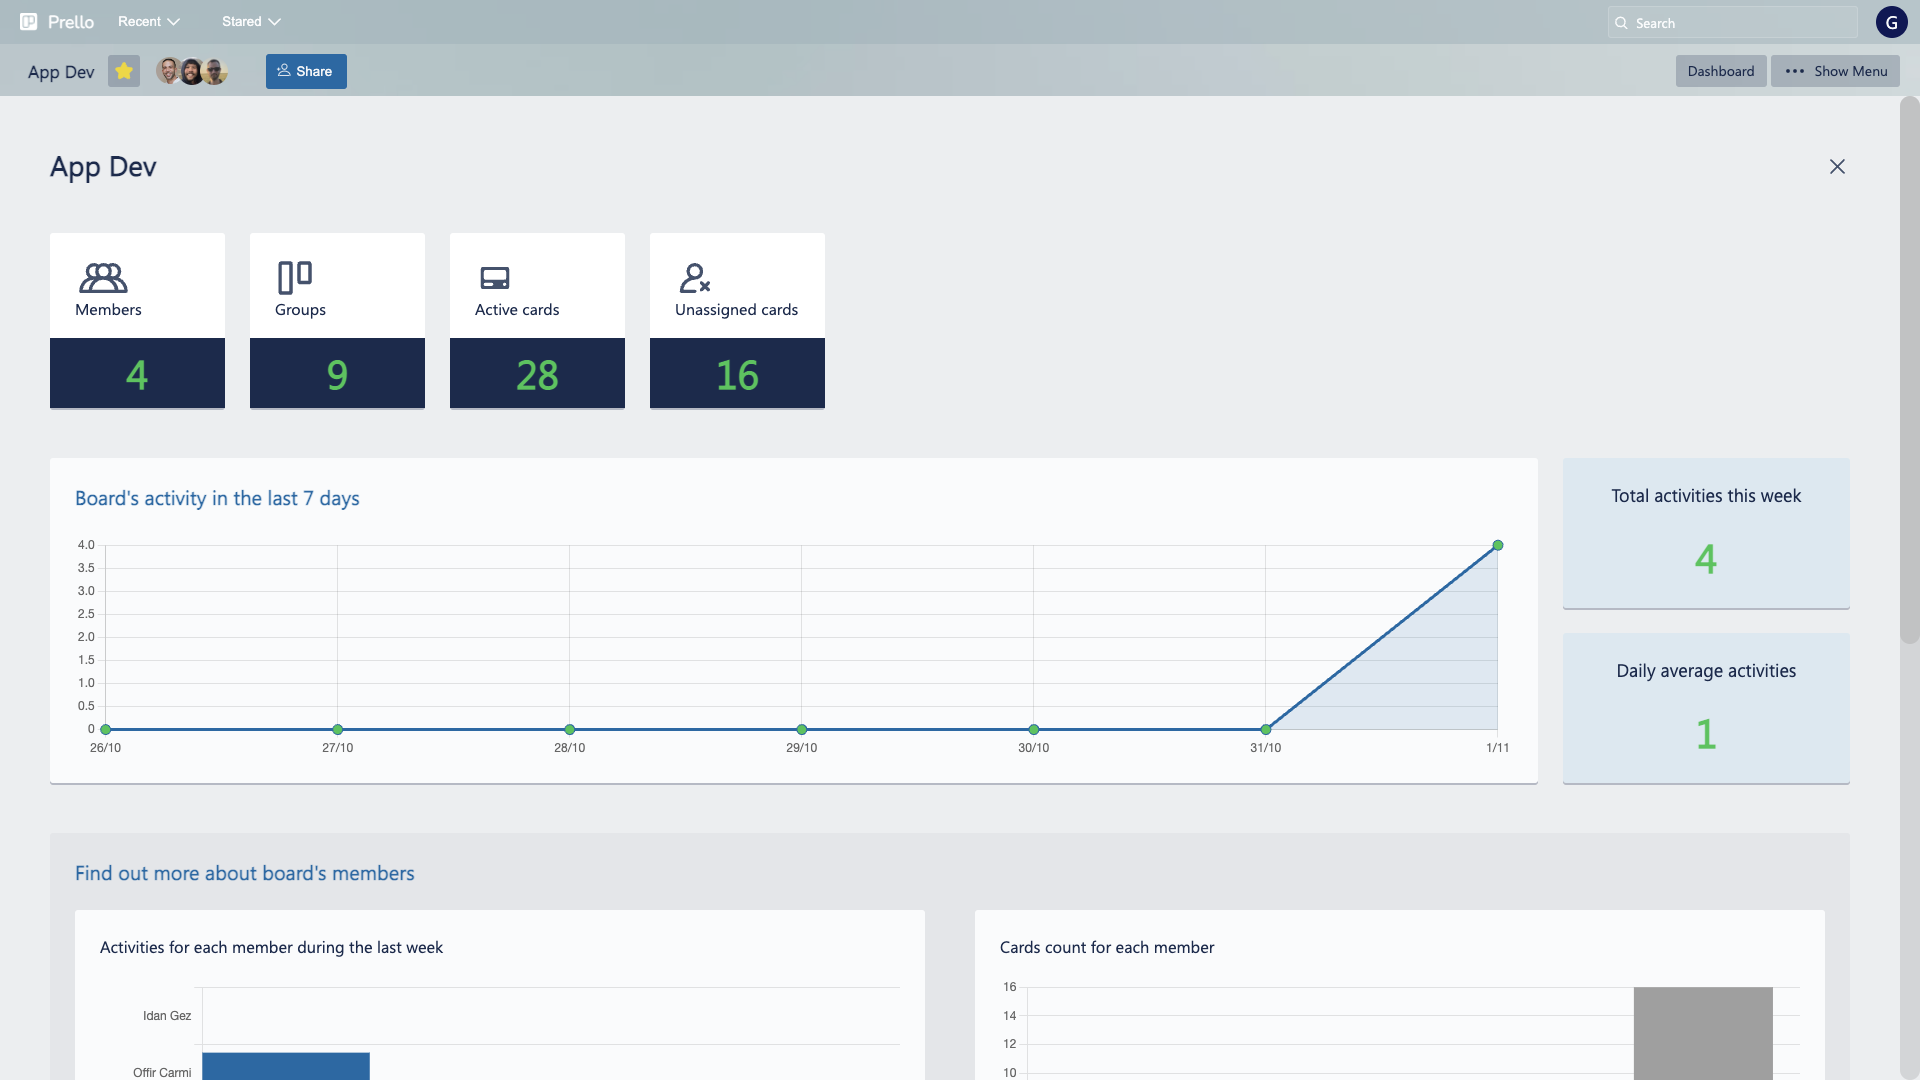 Prello
Recent
Stared
Search
G
App Dev
Share
Dashboard
Show Menu
App Dev
Members
4
Groups
9
Active cards
28
Unassigned cards
16
Board's activity in the last 7 days
4.0
3.5
3.0
2.5
2.0
1.5
1.0
0.5
0
26/10
27/10
28/10
29/10
30/10
31/10
1/11
Total activities this week
4
Daily average activities
1
Find out more about board's members
Activities for each member during the last week
Idan Gez
Offir Carmi
Cards count for each member
16
14
12
10